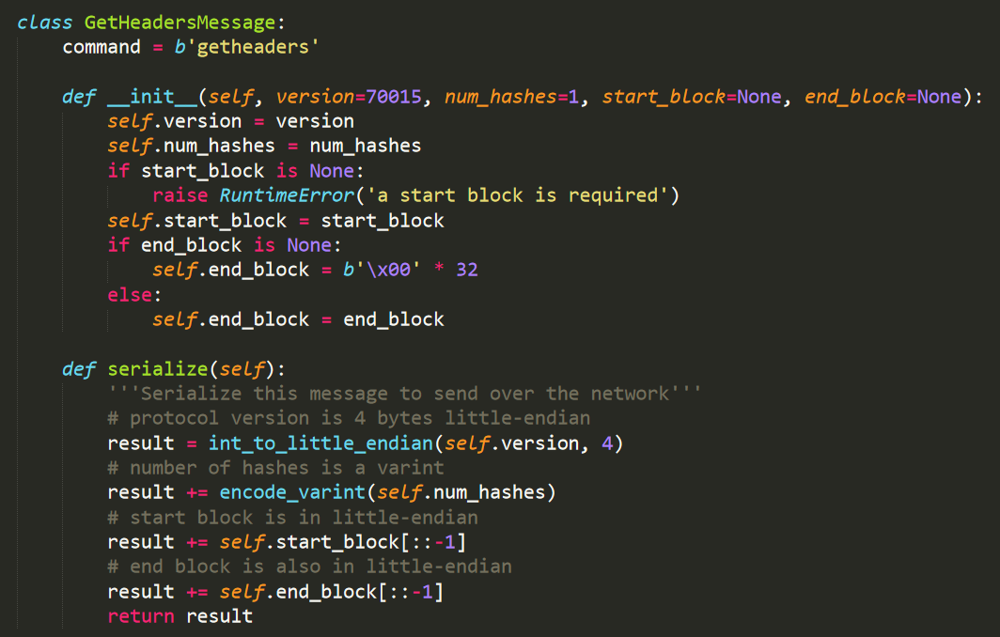 class GetHeadersMessage:
    command = b'getheaders'

    def __init__(self, version=70015, num_hashes=1, start_block=None, end_block=None):
        self.version = version
        self.num_hashes = num_hashes
        if start_block is None:
            raise RuntimeError('a start block is required')
        self.start_block = start_block
        if end_block is None:
            self.end_block = b'\x00' * 32
        else:
            self.end_block = end_block

    def serialize(self):
        '''Serialize this message to send over the network'''
        # protocol version is 4 bytes little-endian
        result = int_to_little_endian(self.version, 4)
        # number of hashes is a varint
        result += encode_varint(self.num_hashes)
        # start block is in little-endian
        result += self.start_block[::-1]
        # end block is also in little-endian
        result += self.end_block[::-1]
        return result